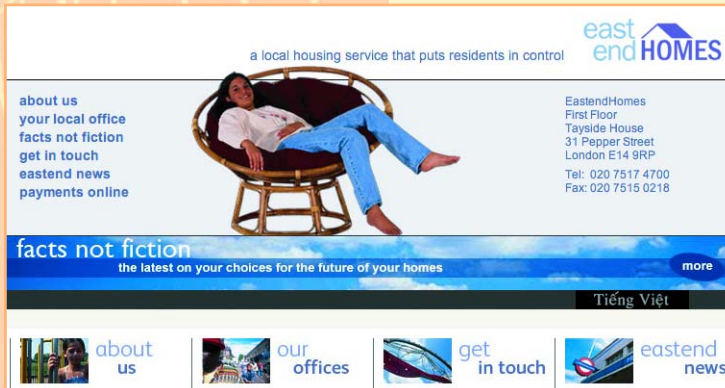 east
end HOMES
a local housing service that puts residents in control
about us
your local office
facts not fiction
get in touch
eastend news
payments online
EastendHomes
First Floor
Tayside House
31 Pepper Street
London E14 9RP
Tel: 020 7517 4700
Fax: 020 7515 0218
facts not fiction
the latest on your choices for the future of your homes
more
Tiếng Việt
about
us
our
offices
get
in touch
eastend
news